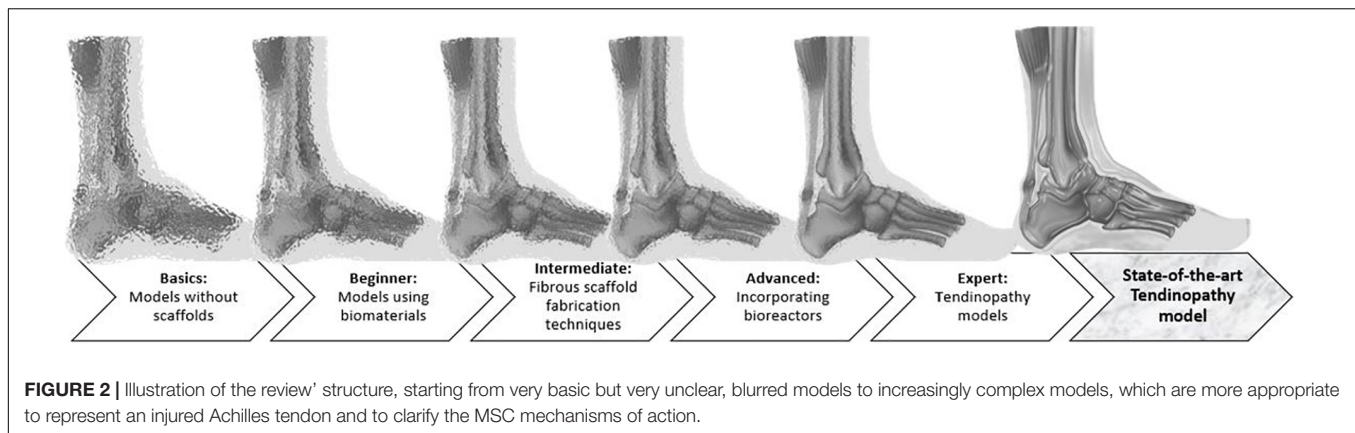 Basics:
Models without
scaffolds
Beginner:
Models using
biomaterials
Intermediate:
Fibrous scaffold
fabrication
techniques
Advanced:
Incorporating
bioreactors
Expert:
Tendinopathy
models
State-of-the-art
Tendinopathy
model
FIGURE 2 | Illustration of the review' structure, starting from very basic but very unclear, blurred models to increasingly complex models, which are more appropriate
to represent an injured Achilles tendon and to clarify the MSC mechanisms of action.